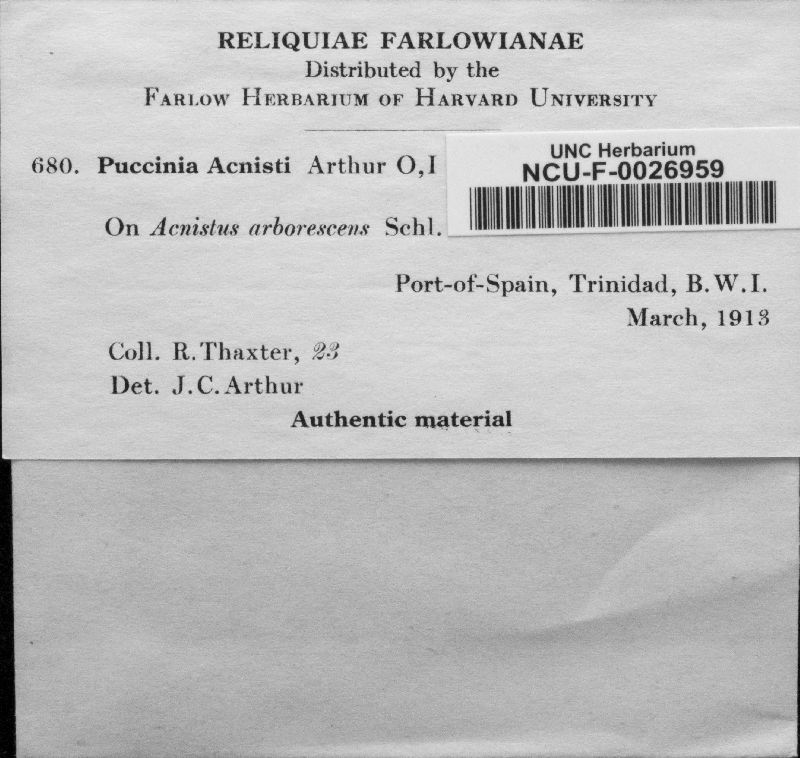 RELIQUIAE FARLOWIANAE
Distributed by the
FARLOW HERBARIUM OF HARVARD UNIVERSITY
680. Puccinia Acnisti Arthur O,I
UNC Herbarium
NCU-F-0026959
On Acnistus arborescens Schl.
Port-of-Spain, Trinidad, B.W.I.
March, 1913
Coll. R. Thaxter, 23
Det. J. C. Arthur
Authentic material